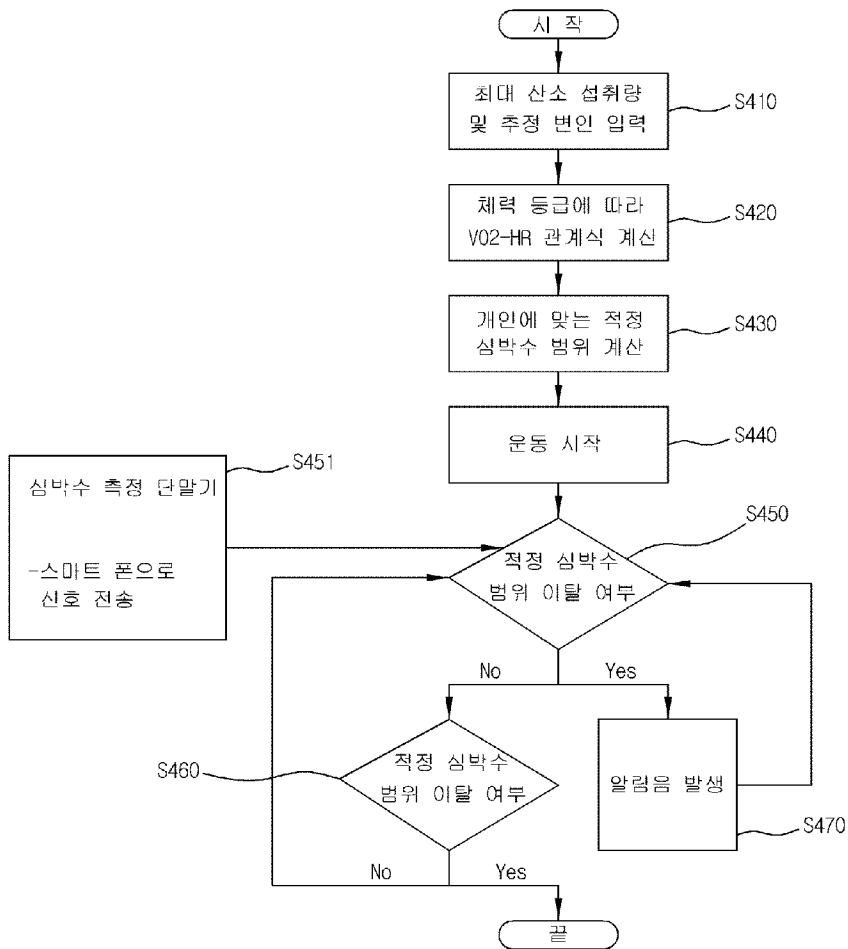 시 작
최대 산소 섭취량
및 추정 변인 입력
S410
체력 등급에 따라
VO2-HR 관계식 계산
S420
개인에 맞는 적정
심박수 범위 계산
S430
운동 시작
S440
심박수 측정 단말기
-스마트 폰으로
신호 전송
S451
적정 심박수
범위 이탈 여부
S450
No
Yes
적정 심박수
범위 이탈 여부
S460
알림음 발생
S470
No
Yes
끝